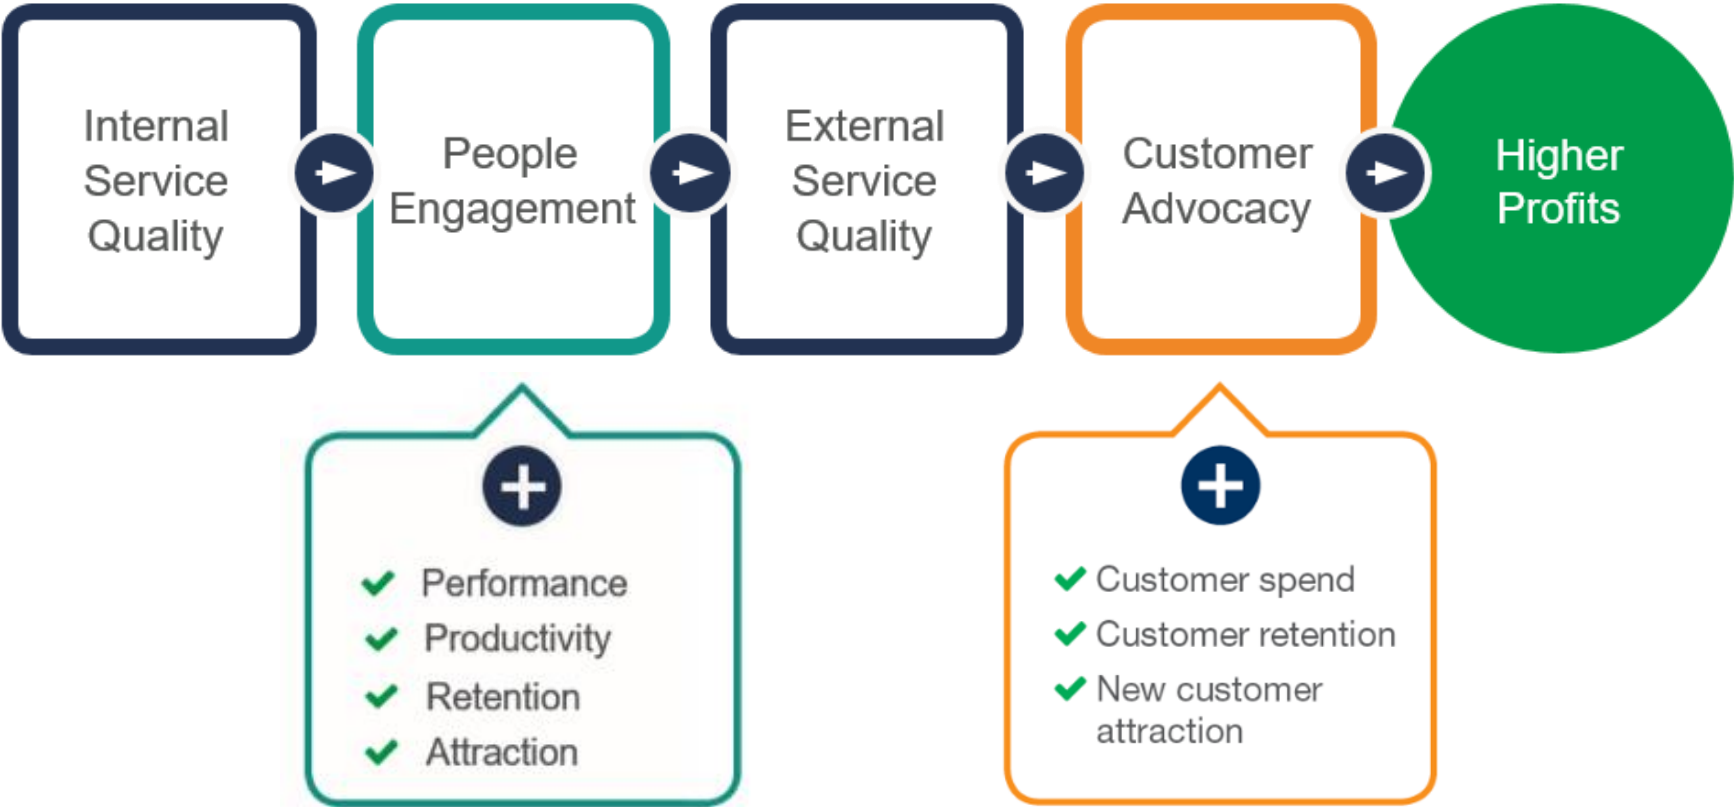 Internal
Service
Quality
People
Engagement
External
Service
Quality
Customer
Advocacy
Higher
Profits
Performance
Productivity
Retention
Attraction
Customer spend
Customer retention
New customer
attraction